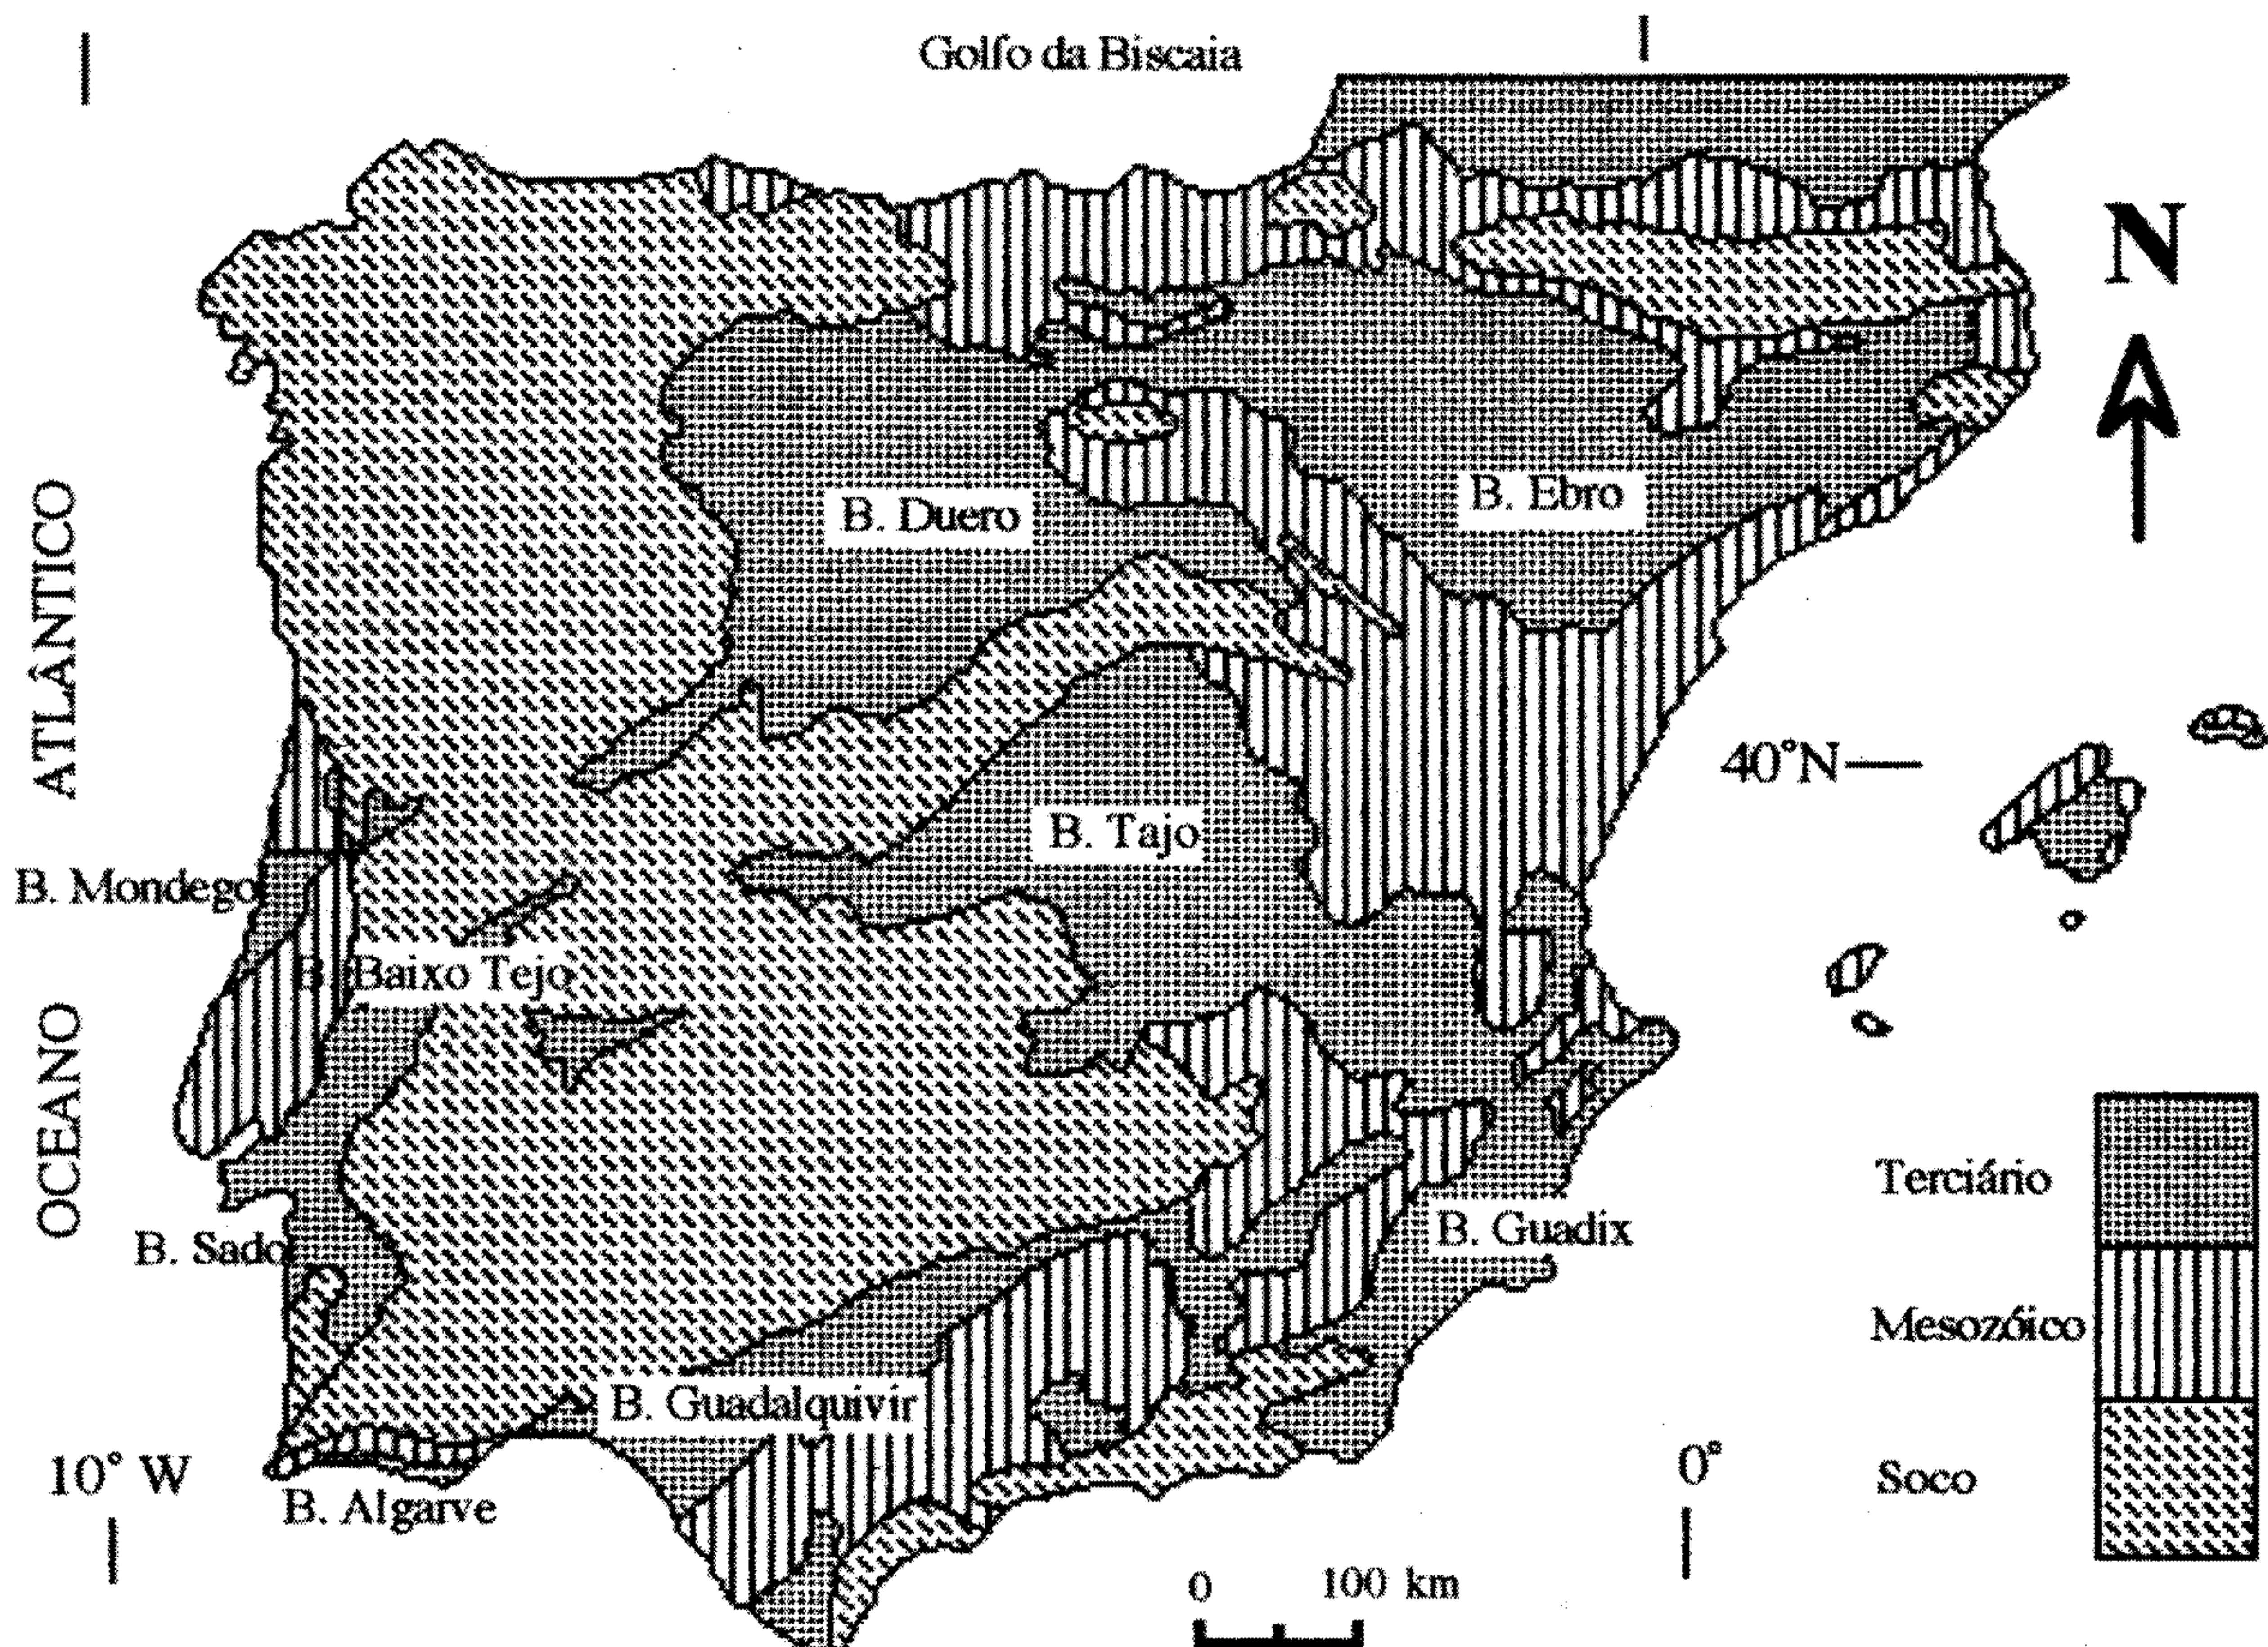 Golfo da Biscaia
N
B. Duero
B. Ebro
ATLÂNTICO
40°N
B. Tajo
B. Mondego
B. Baixo Tejo
OCEANO
Terciário
B. Guadix
B. Sado
Mesozóico
B. Guadalquivir
10° W
0°
Soco
B. Algarve
0 100 km